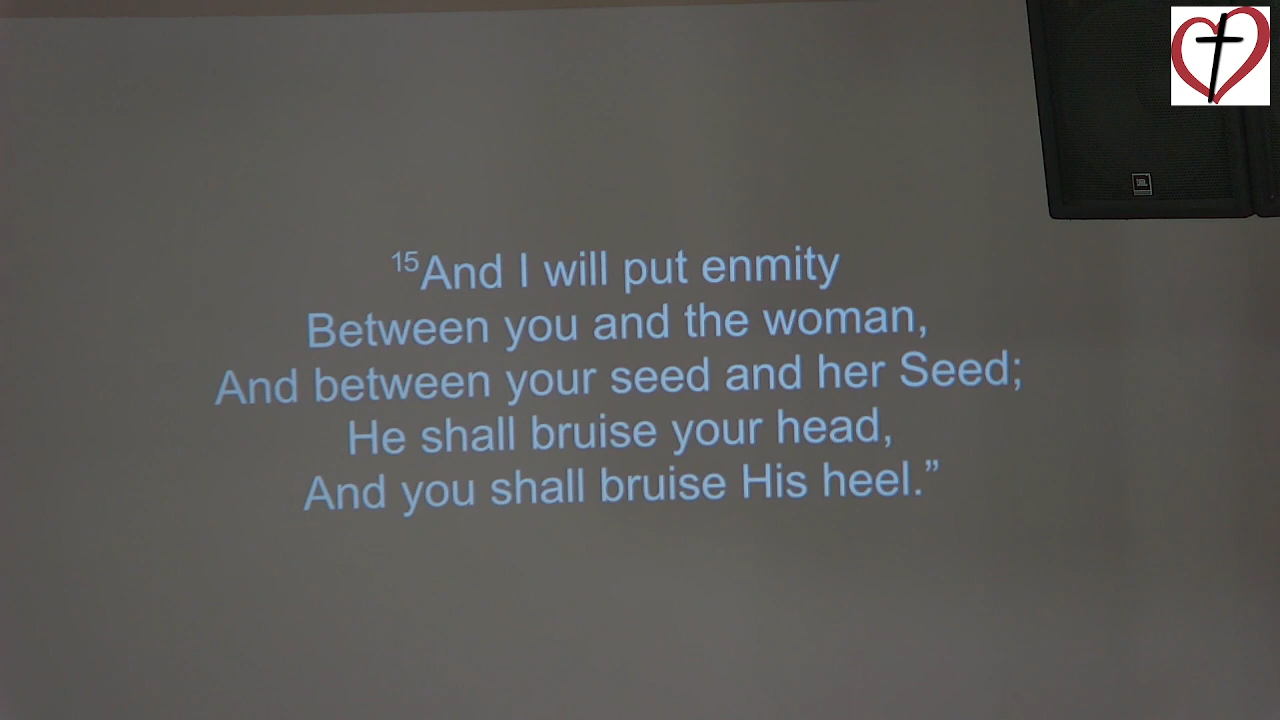 15And I will put enmity
Between you and the woman,
And between your seed and her Seed;
He shall bruise your head,
And you shall bruise His heel.”
JBL